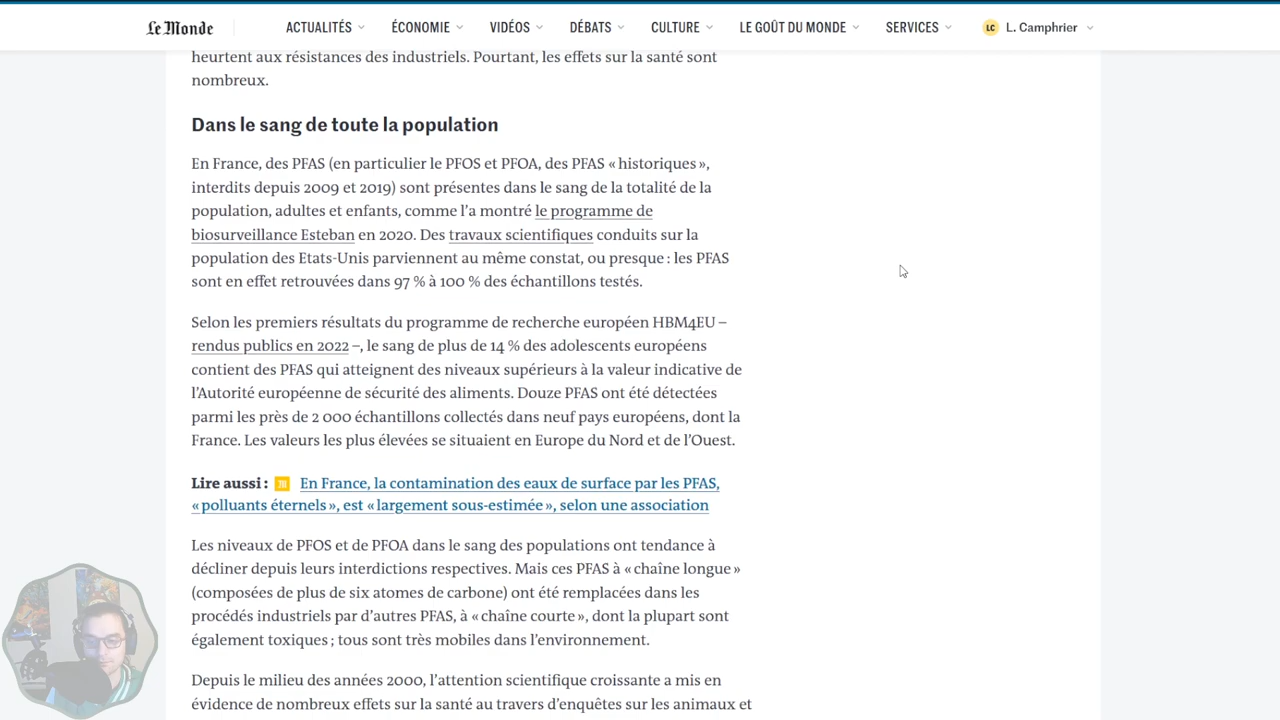 Le Monde
ACTUALITÉS
ÉCONOMIE
VIDÉOS
DÉBATS
CULTURE
LE GOÛT DU MONDE
SERVICES
LC
L. Camphrier
heurtent aux résistances des industriels. Pourtant, les effets sur la santé sont
nombreux.
Dans le sang de toute la population
En France, des PFAS (en particulier le PFOS et PFOA, des PFAS « historiques »,
interdits depuis 2009 et 2019) sont présentes dans le sang de la totalité de la
population, adultes et enfants, comme l’a montré le programme de
biosurveillance Esteban en 2020. Des travaux scientifiques conduits sur la
population des Etats-Unis parviennent au même constat, ou presque : les PFAS
sont en effet retrouvées dans 97 % à 100 % des échantillons testés.
Selon les premiers résultats du programme de recherche européen HBM4EU –
rendus publics en 2022 –, le sang de plus de 14 % des adolescents européens
contient des PFAS qui atteignent des niveaux supérieurs à la valeur indicative de
l’Autorité européenne de sécurité des aliments. Douze PFAS ont été détectées
parmi les près de 2 000 échantillons collectés dans neuf pays européens, dont la
France. Les valeurs les plus élevées se situaient en Europe du Nord et de l’Ouest.
Lire aussi : En France, la contamination des eaux de surface par les PFAS,
« polluants éternels », est « largement sous-estimée », selon une association
Les niveaux de PFOS et de PFOA dans le sang des populations ont tendance à
décliner depuis leurs interdictions respectives. Mais ces PFAS à « chaîne longue »
(composées de plus de six atomes de carbone) ont été remplacées dans les
procédés industriels par d’autres PFAS, à « chaîne courte », dont la plupart sont
également toxiques ; tous sont très mobiles dans l’environnement.
Depuis le milieu des années 2000, l’attention scientifique croissante a mis en
évidence de nombreux effets sur la santé au travers d’enquêtes sur les animaux et